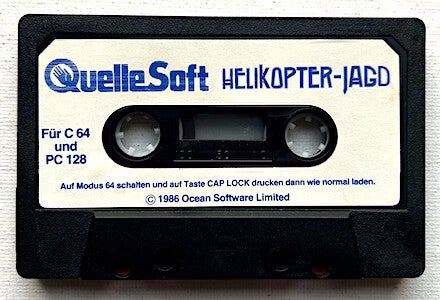 QuelleSoft HELIKOPTER-JAGD
Für C 64
und
PC 128
Auf Modus 64 schalten und auf Taste CAP LOCK drucken dann wie normal laden.
© 1986 Ocean Software Limited